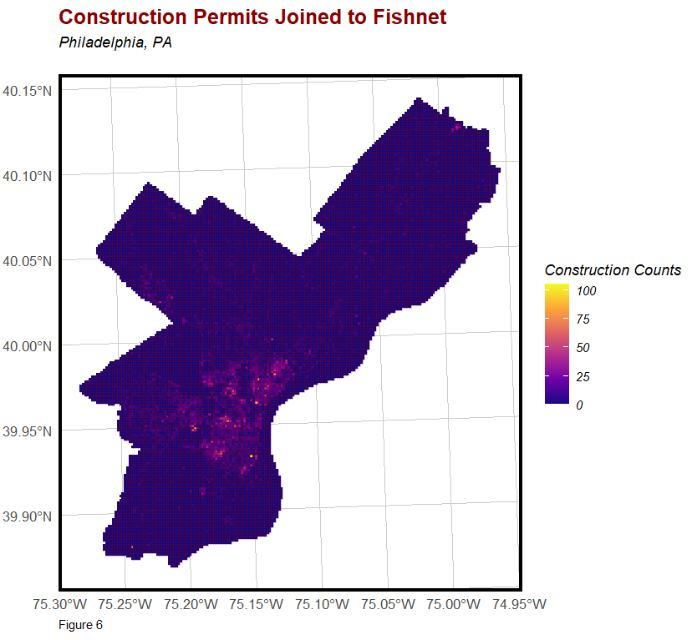 Construction Permits Joined to Fishnet
Philadelphia, PA
40.15°N
40.10°N
40.05°N
40.00°N
39.95°N
39.90°N
75.30°W 75.25°W 75.20°W 75.15°W 75.10°W 75.05°W 75.00°W 74.95°W
Construction Counts
100
75
50
25
0
Figure 6